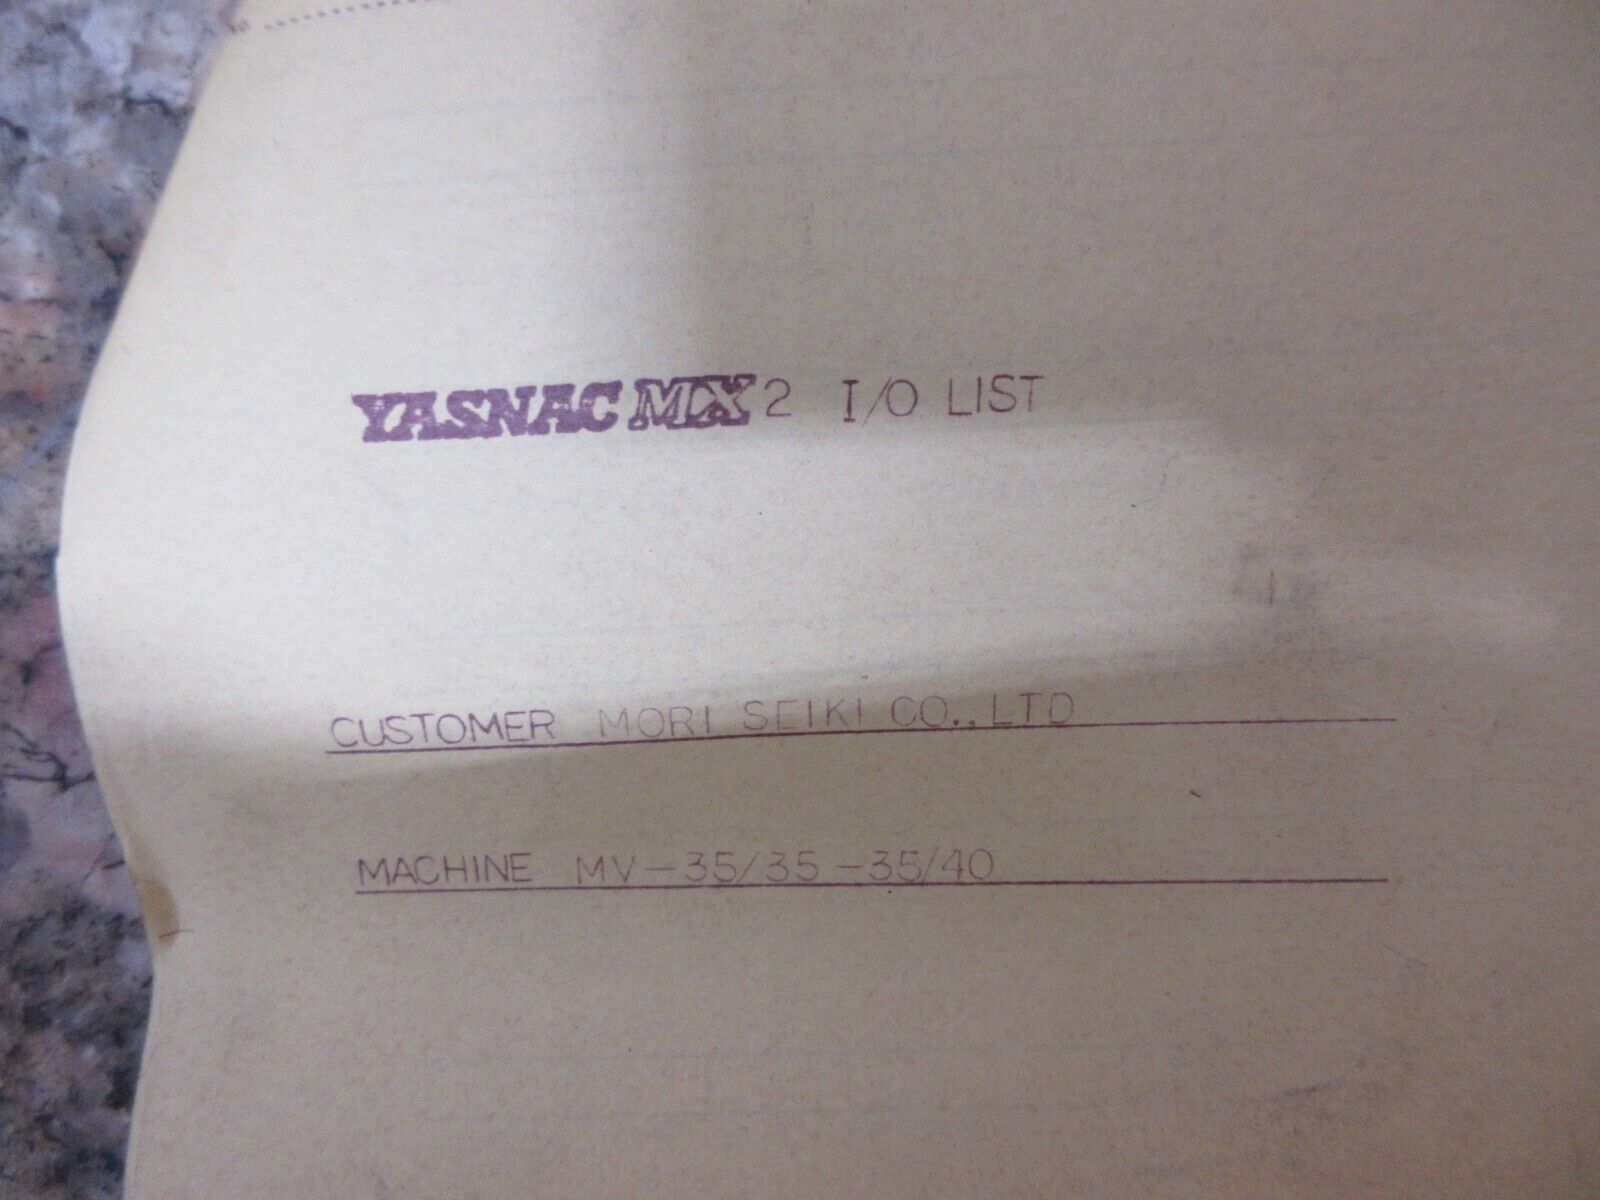 YASNAC MX2 I/O LIST
CUSTOMER MORI SEIKI CO., LTD
MACHINE MV-35/35-35/40